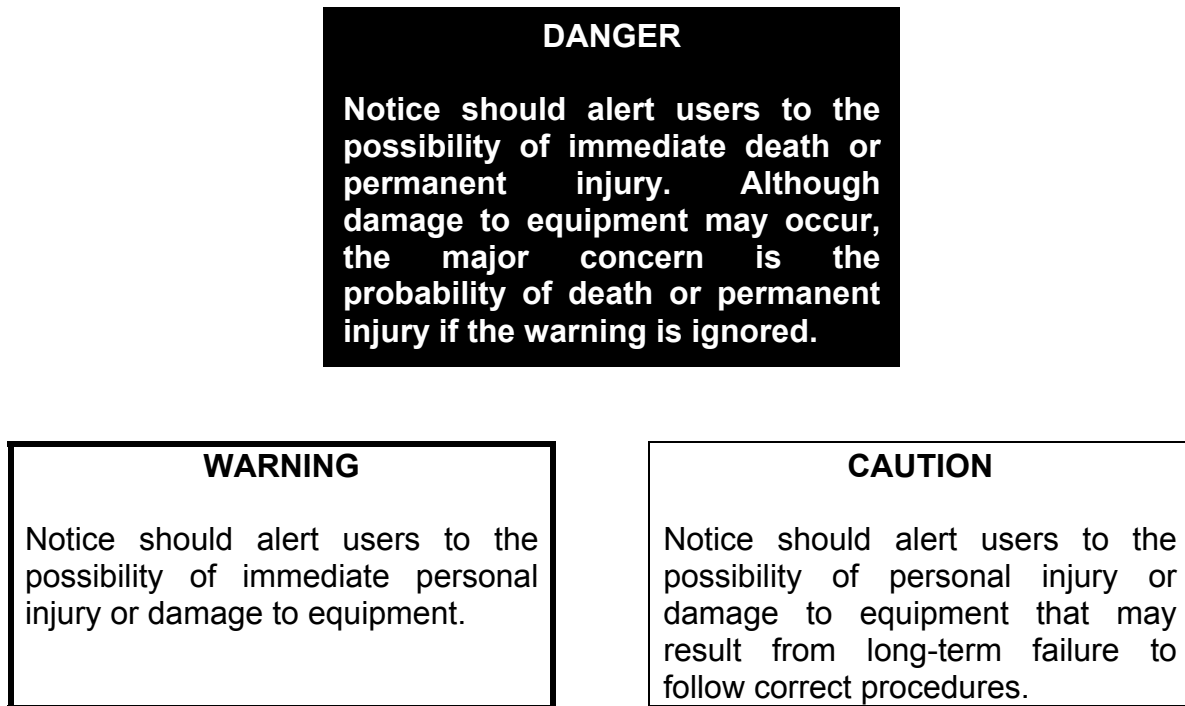 DANGER
Notice should alert users to the
possibility of immediate death or
permanent injury. Although
damage to equipment may occur,
the major concern is the
probability of death or permanent
injury if the warning is ignored.
WARNING
Notice should alert users to the
possibility of immediate personal
injury or damage to equipment.
CAUTION
Notice should alert users to the
possibility of personal injury or
damage to equipment that may
result from long-term failure to
follow correct procedures.